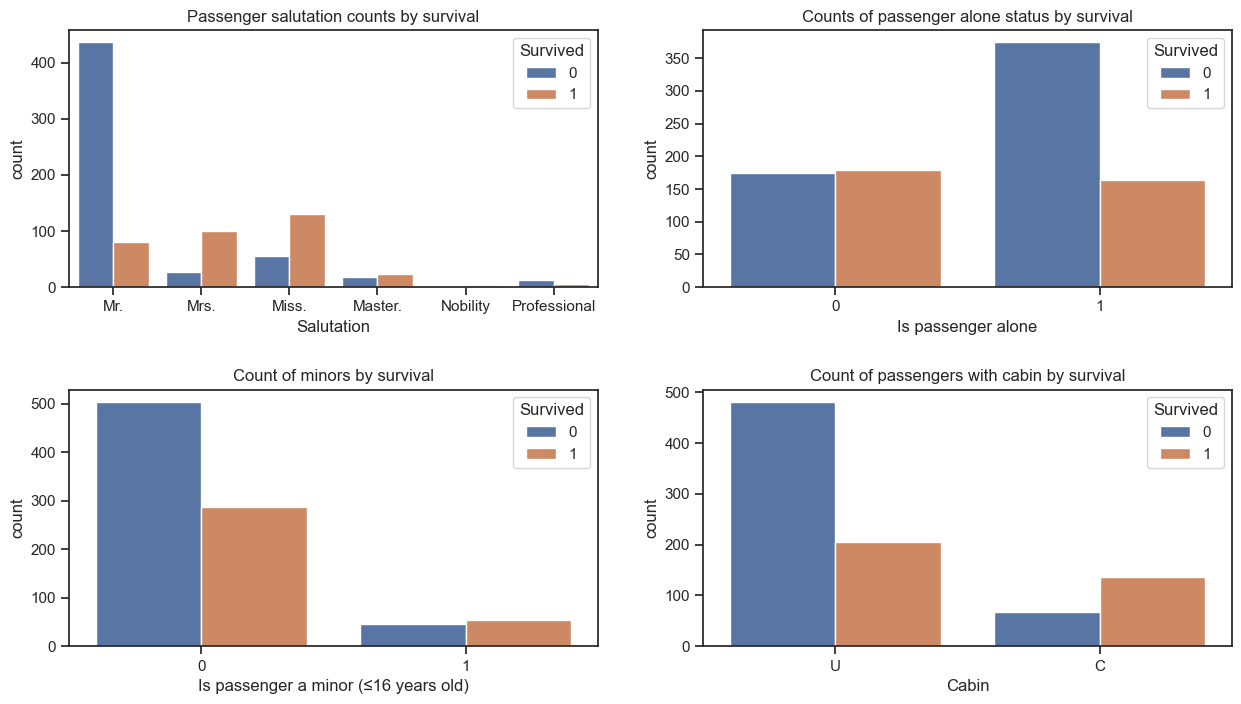 Passenger salutation counts by survival
count
400
300
200
100
0
Mr. Mrs. Miss. Master. Nobility Professional
Salutation
Survived
0
1
Counts of passenger alone status by survival
count
350
300
250
200
150
100
50
0
0 1
Is passenger alone
Survived
0
1
Count of minors by survival
count
500
400
300
200
100
0
0 1
Is passenger a minor (≤16 years old)
Survived
0
1
Count of passengers with cabin by survival
count
500
400
300
200
100
0
U C
Cabin
Survived
0
1